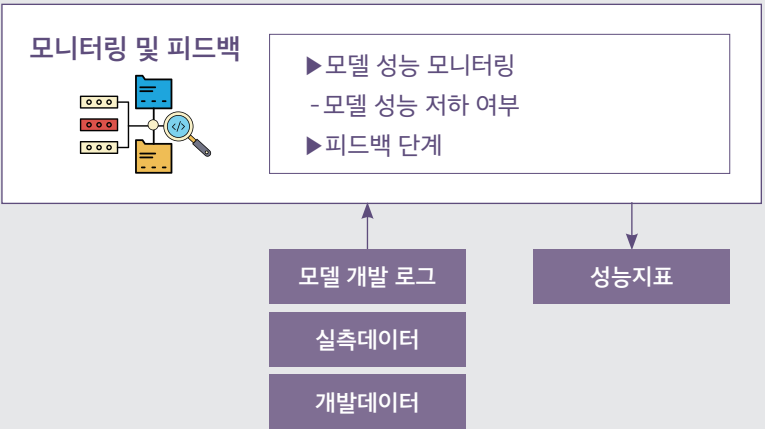 모니터링 및 피드백
▶모델 성능 모니터링
-모델 성능 저하 여부
▶피드백 단계
모델 개발 로그
성능지표
실측데이터
개발데이터